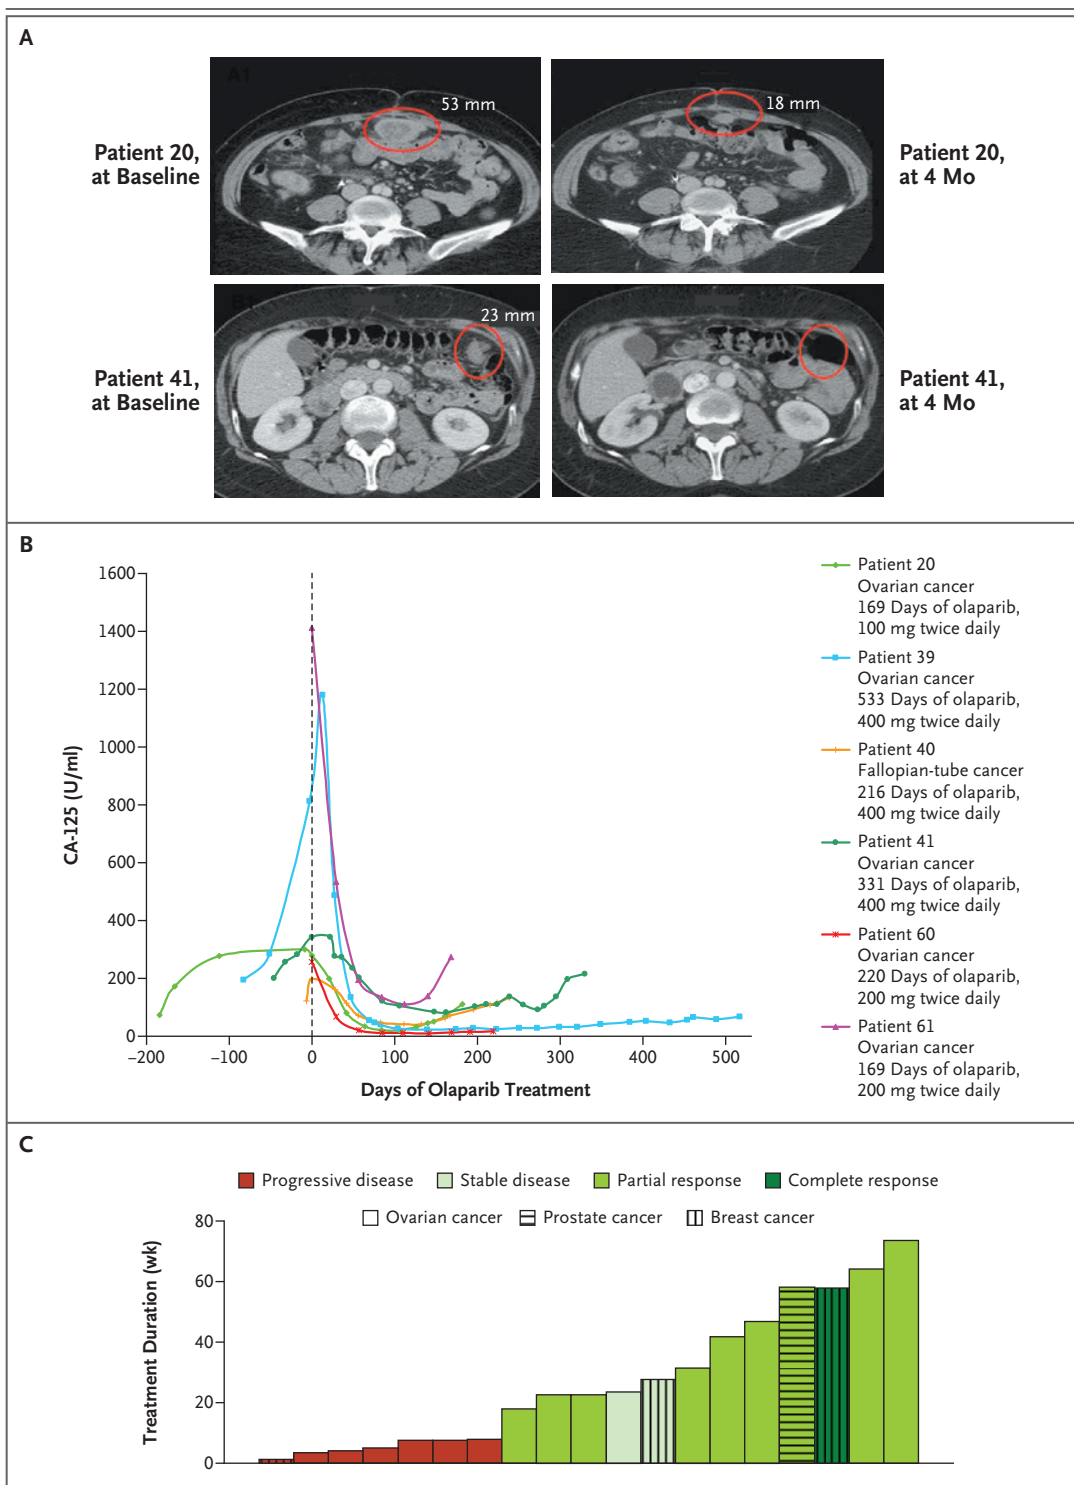 A
A1
53 mm
18 mm
Patient 20,
at Baseline
Patient 20,
at 4 Mo
B1
23 mm
Patient 41,
at Baseline
Patient 41,
at 4 Mo
B
1600
1400
1200
1000
800
600
400
200
0
CA-125 (U/ml)
−200
−100
0
100
200
300
400
500
Days of Olaparib Treatment
Patient 20
Ovarian cancer
169 Days of olaparib,
100 mg twice daily
Patient 39
Ovarian cancer
533 Days of olaparib,
400 mg twice daily
Patient 40
Fallopian-tube cancer
216 Days of olaparib,
400 mg twice daily
Patient 41
Ovarian cancer
331 Days of olaparib,
400 mg twice daily
Patient 60
Ovarian cancer
220 Days of olaparib,
200 mg twice daily
Patient 61
Ovarian cancer
169 Days of olaparib,
200 mg twice daily
C
Progressive disease
Stable disease
Partial response
Complete response
Ovarian cancer
Prostate cancer
Breast cancer
80
60
40
20
0
Treatment Duration (wk)